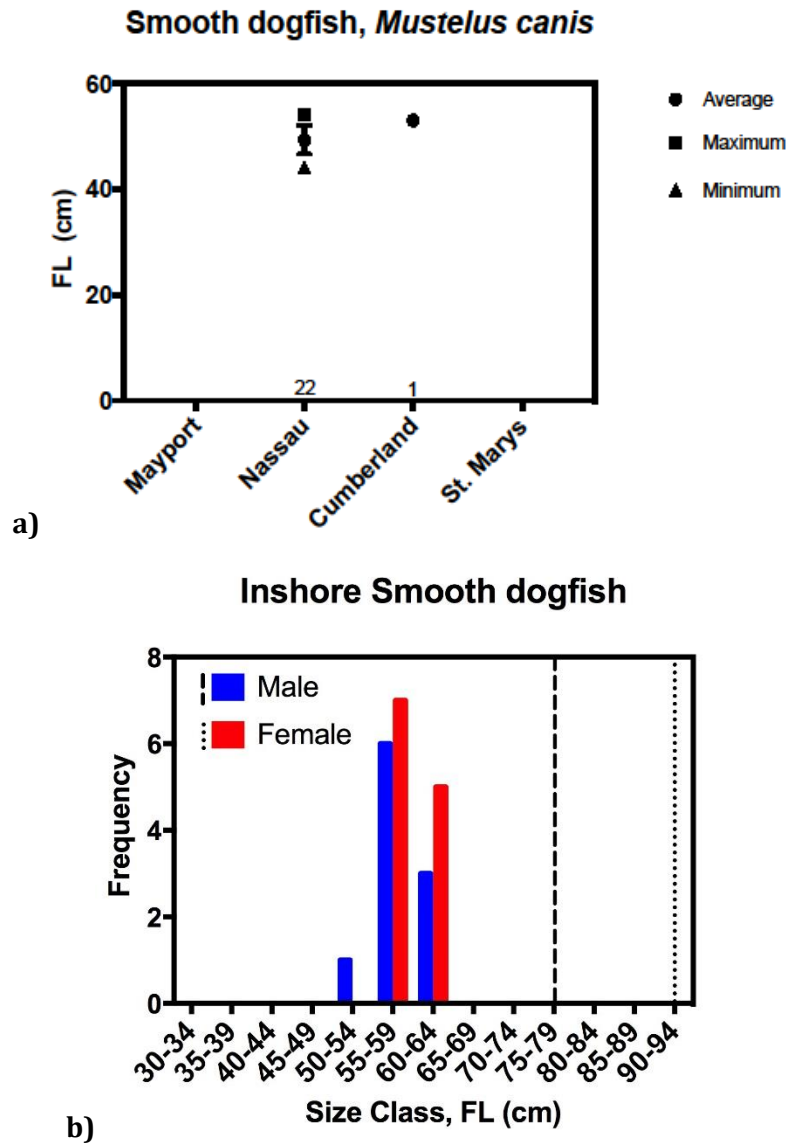 Smooth dogfish, Mustelus canis
60
40
20
0
FL (cm)
22
1
Mayport
Nassau
Cumberland
St. Marys
Average
Maximum
Minimum
a)
Inshore Smooth dogfish
8
6
4
2
0
Frequency
Male
Female
30-34
35-39
40-44
45-49
50-54
55-59
60-64
65-69
70-74
75-79
80-84
85-89
90-94
Size Class, FL (cm)
b)